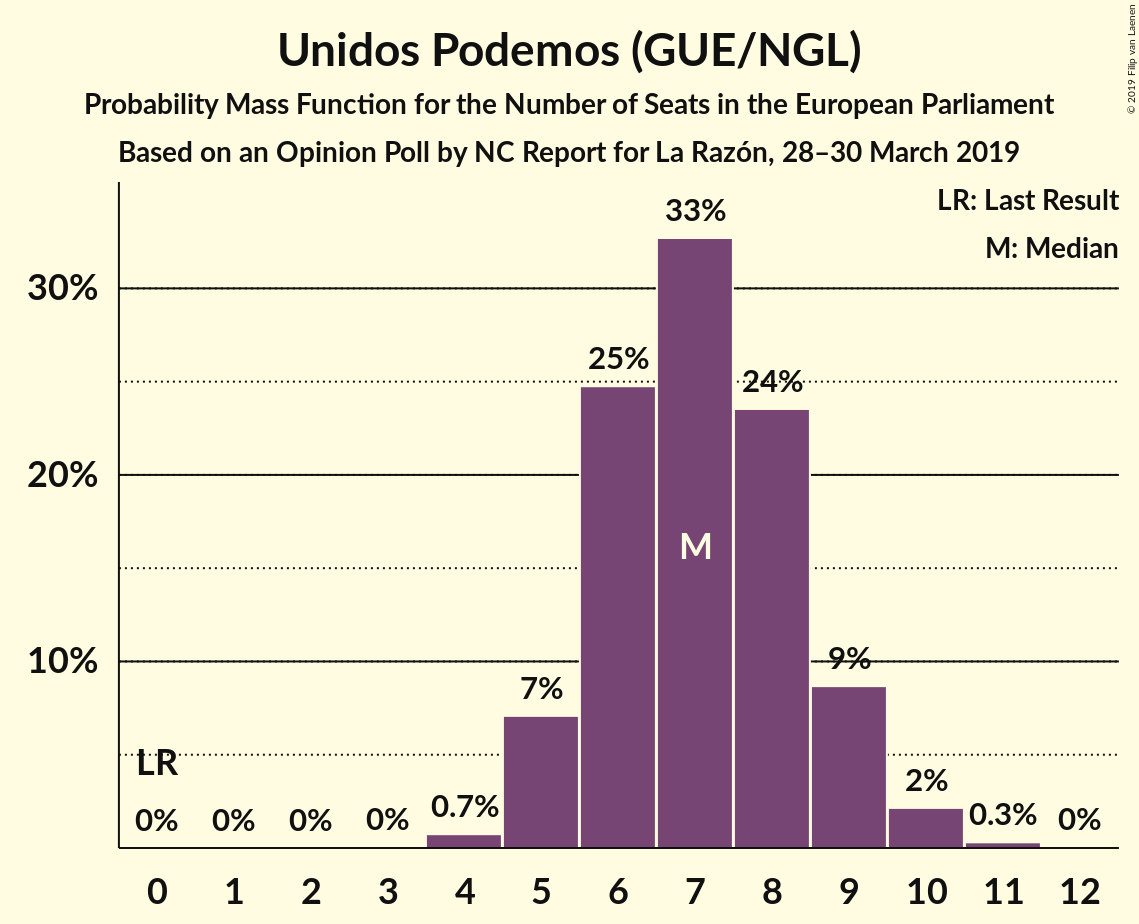 Unidos Podemos (GUE/NGL)
Probability Mass Function for the Number of Seats in the European Parliament
Based on an Opinion Poll by NC Report for La Razón, 28–30 March 2019
© 2019 Filip van Laenen
LR: Last Result
M: Median
33%
30%
25%
24%
20%
M
10%
9%
7%
LR
0%
0%
0%
0%
0.7%
2%
0.3%
0%
0 1 2 3 4 5 6 7 8 9 10 11 12